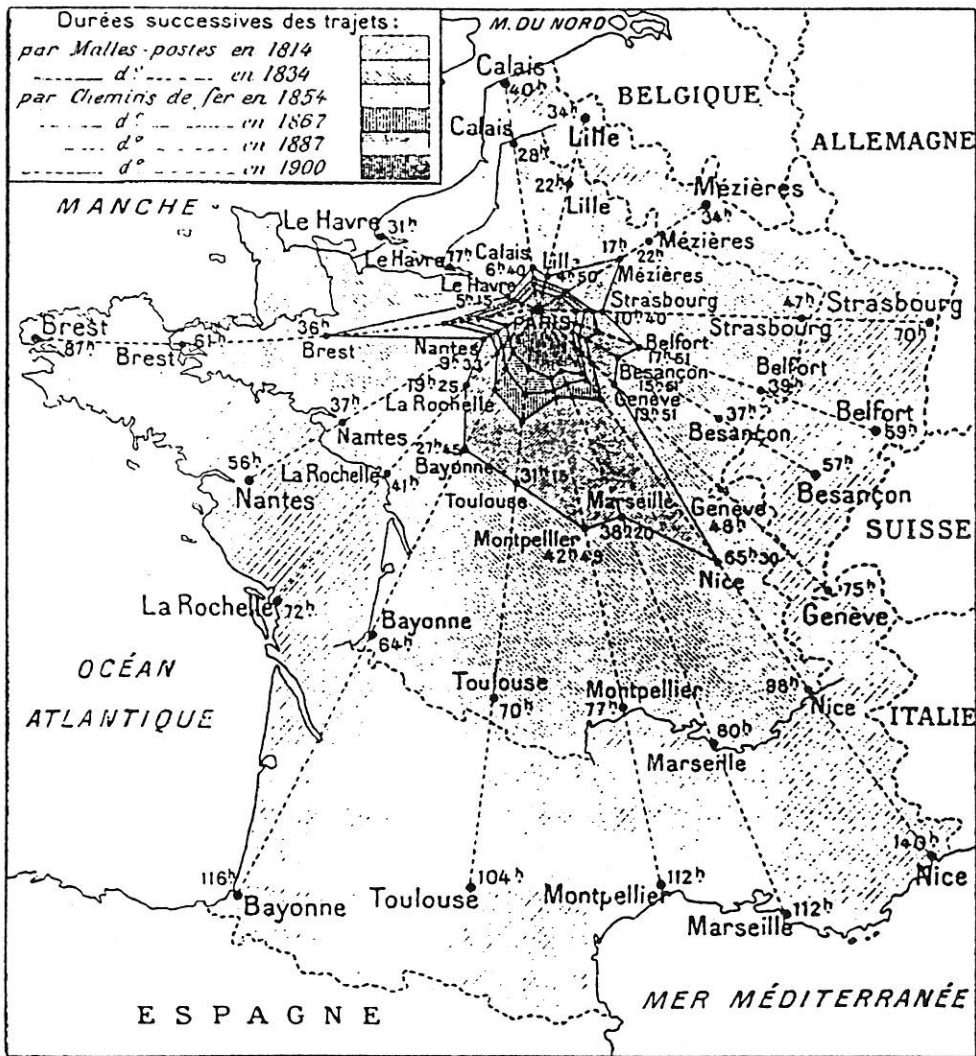 Durées successives des trajets :
par Malles-postes en 1814
d° en 1834
par Chemins de fer en 1854
d° en 1867
d° en 1887
d° en 1900
M. DU NORD
Calais
40h
34h
Lille
BELGIQUE
ALLEMAGNE
Calais
28h
22h
Lille
Mézières
34h
MANCHE
Le Havre
31h
Le Havre
17h
Calais
6h40
Lille
4h50
17h
22h
Mézières
Mézières
Le Havre
5h15
PARIS
Strasbourg
10h40
47h
Strasbourg
Strasbourg
70h
Brest
87h
Brest
61h
36h
Brest
Nantes
9h
Belfort
17h51
Besançon
Genève
19h51
Belfort
39h
Belfort
59h
19h25
La Rochelle
37h
Nantes
37h
Besançon
57h
Besançon
27h45
Bayonne
56h
Nantes
La Rochelle
41h
31h15
Toulouse
Marseille
38h20
Montpellier
42h49
Genève
48h
65h30
Nice
SUISSE
75h
Genève
La Rochelle
72h
Bayonne
64h
OCÉAN
ATLANTIQUE
Toulouse
70h
Montpellier
77h
80h
Marseille
98h
Nice
ITALIE
116h
Bayonne
Toulouse
104h
Montpellier
112h
Marseille
112h
140h
Nice
ESPAGNE
MER MÉDITERRANÉE